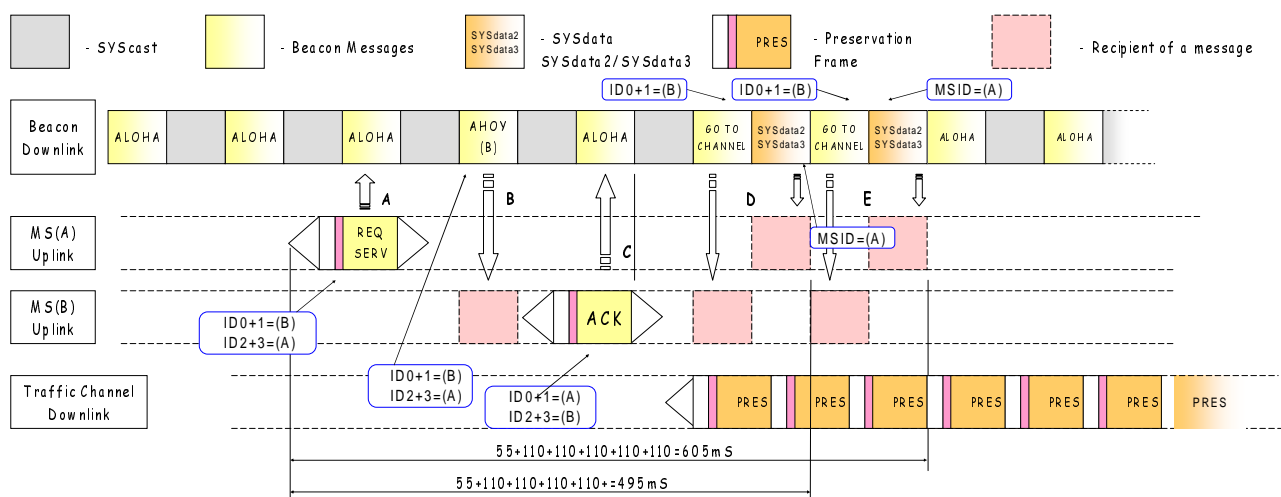 SYSdata2
SYSdata3
PRES
- SYScast
- Beacon Messages
- SYSdata
SYSdata2/SYSdata3
- Preservation
Frame
- Recipient of a message
ID0+1=(B)
ID0+1=(B)
MSID=(A)
Beacon
Downlink
ALOHA
ALOHA
ALOHA
AHOY
(B)
ALOHA
GO TO
CHANNEL
SYSdata2
SYSdata3
GO TO
CHANNEL
SYSdata2
SYSdata3
ALOHA
ALOHA
A
B
C
D
E
MS(A)
Uplink
REQ
SERV
MSID=(A)
MS(B)
Uplink
ACK
ID0+1=(B)
ID2+3=(A)
ID0+1=(B)
ID2+3=(A)
ID0+1=(A)
ID2+3=(B)
Traffic Channel
Downlink
PRES
PRES
PRES
PRES
PRES
PRES
PRES
55+110+110+110+110+110=605mS
55+110+110+110+110+=495mS